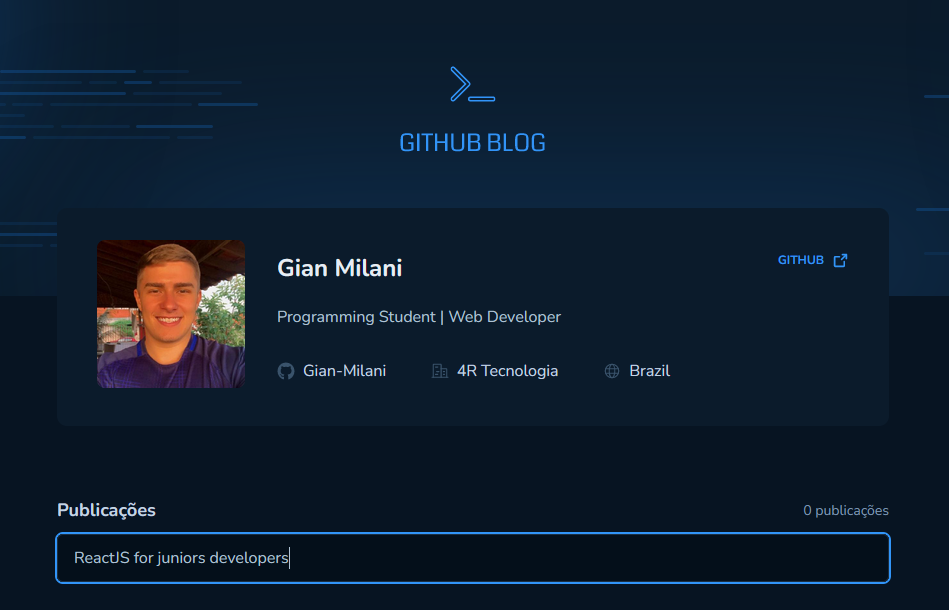 GITHUB BLOG
Gian Milani
GITHUB
Programming Student | Web Developer
Gian-Milani 4R Tecnologia Brazil
Publicações 0 publicações
ReactJS for juniors developers